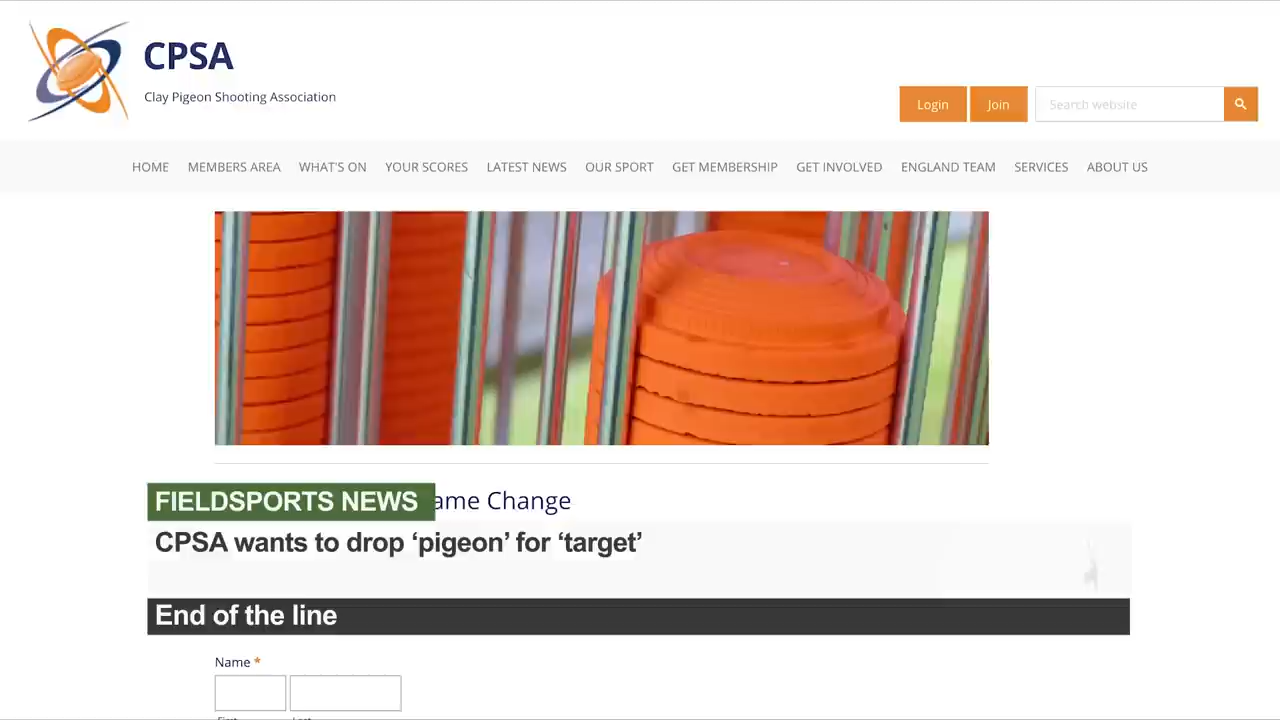 CPSA
Clay Pigeon Shooting Association
Login
Join
Search website
HOME MEMBERS AREA WHAT'S ON YOUR SCORES LATEST NEWS OUR SPORT GET MEMBERSHIP GET INVOLVED ENGLAND TEAM SERVICES ABOUT US
FIELDSPORTS NEWS
ame Change
CPSA wants to drop ‘pigeon’ for ‘target’
End of the line
Name *